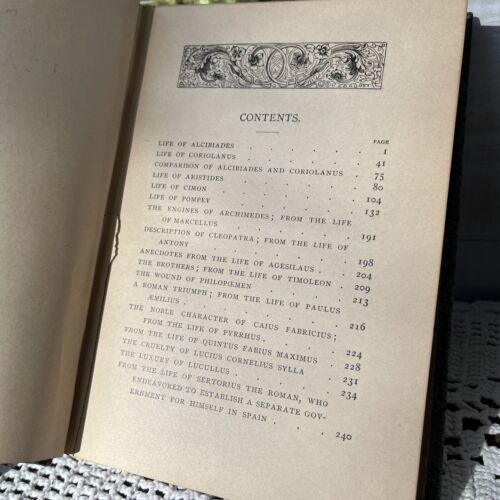 CONTENTS.
PAGE
LIFE OF ALCIBIADES . . . . . 1
LIFE OF CORIOLANUS . . . . . 41
COMPARISON OF ALCIBIADES AND CORIOLANUS . 75
LIFE OF ARISTIDES . . . . . 80
LIFE OF CIMON . . . . . 104
LIFE OF POMPEY . . . . . 132
THE ENGINES OF ARCHIMEDES; FROM THE LIFE
OF MARCELLUS . . . . . 191
DESCRIPTION OF CLEOPATRA; FROM THE LIFE OF
ANTONY . . . . . 198
ANECDOTES FROM THE LIFE OF AGESILAUS . . 204
THE BROTHERS; FROM THE LIFE OF TIMOLEON . 209
THE WOUND OF PHILOPŒMEN . . . 213
A ROMAN TRIUMPH; FROM THE LIFE OF PAULUS
ÆMILIUS . . . . . 216
THE NOBLE CHARACTER OF CAIUS FABRICIUS;
FROM THE LIFE OF PYRRHUS . . . 224
FROM THE LIFE OF QUINTUS FABIUS MAXIMUS . 228
THE CRUELTY OF LUCIUS CORNELIUS SYLLA . 231
THE LUXURY OF LUCULLUS . . . . 234
FROM THE LIFE OF SERTORIUS THE ROMAN, WHO
ENDEAVORED TO ESTABLISH A SEPARATE GOV-
ERNMENT FOR HIMSELF IN SPAIN . . . 240